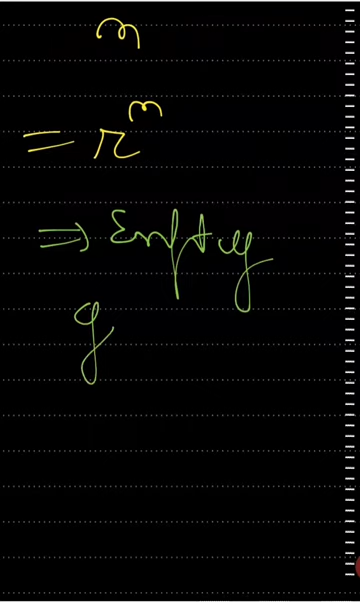 m
= r^m
⇒ Empty
g